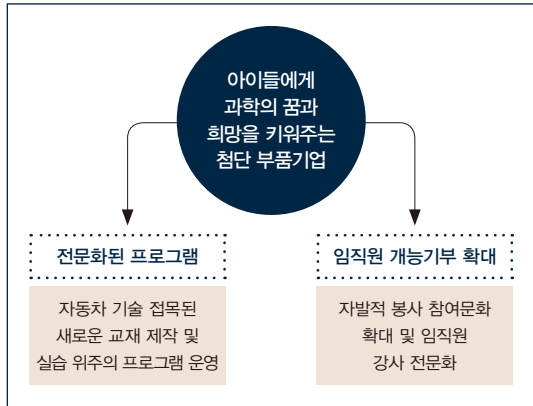 아이들에게
과학의 꿈과
희망을 키워주는
첨단 부품기업
전문화된 프로그램
임직원 개능기부 확대
자동차 기술 접목된
새로운 교재 제작 및
실습 위주의 프로그램 운영
자발적 봉사 참여문화
확대 및 임직원
강사 전문화